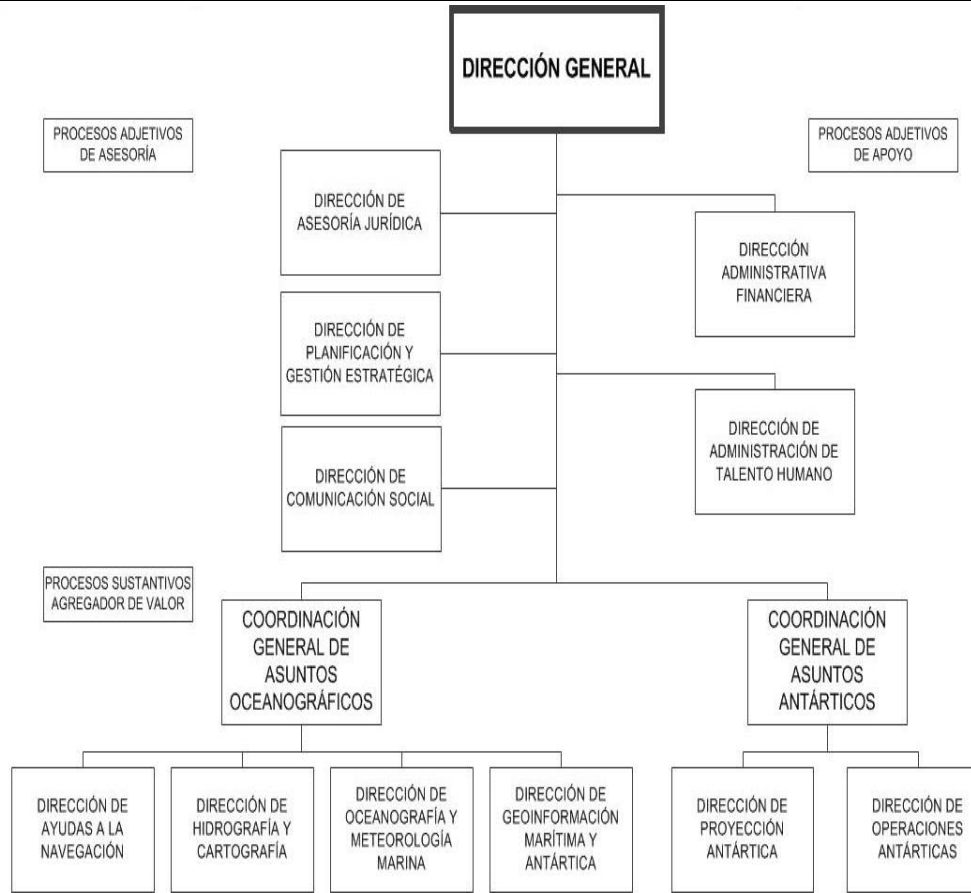 DIRECCIÓN GENERAL
PROCESOS ADJETIVOS
DE ASESORÍA
PROCESOS ADJETIVOS
DE APOYO
DIRECCIÓN DE
ASESORÍA JURÍDICA
DIRECCIÓN
ADMINISTRATIVA
FINANCIERA
DIRECCIÓN DE
PLANIFICACIÓN Y
GESTIÓN ESTRATÉGICA
DIRECCIÓN DE
ADMINISTRACIÓN DE
TALENTO HUMANO
DIRECCIÓN DE
COMUNICACIÓN SOCIAL
PROCESOS SUSTANTIVOS
AGREGADOR DE VALOR
COORDINACIÓN
GENERAL DE
ASUNTOS
OCEANOGRÁFICOS
COORDINACIÓN
GENERAL DE
ASUNTOS
ANTÁRTICOS
DIRECCIÓN DE
AYUDAS A LA
NAVEGACIÓN
DIRECCIÓN DE
HIDROGRAFÍA Y
CARTOGRAFÍA
DIRECCIÓN DE
OCEANOGRAFÍA Y
METEOROLOGÍA
MARINA
DIRECCIÓN DE
GEOINFORMACIÓN
MARÍTIMA Y
ANTÁRTICA
DIRECCIÓN DE
PROYECCIÓN
ANTÁRTICA
DIRECCIÓN DE
OPERACIONES
ANTÁRTICAS